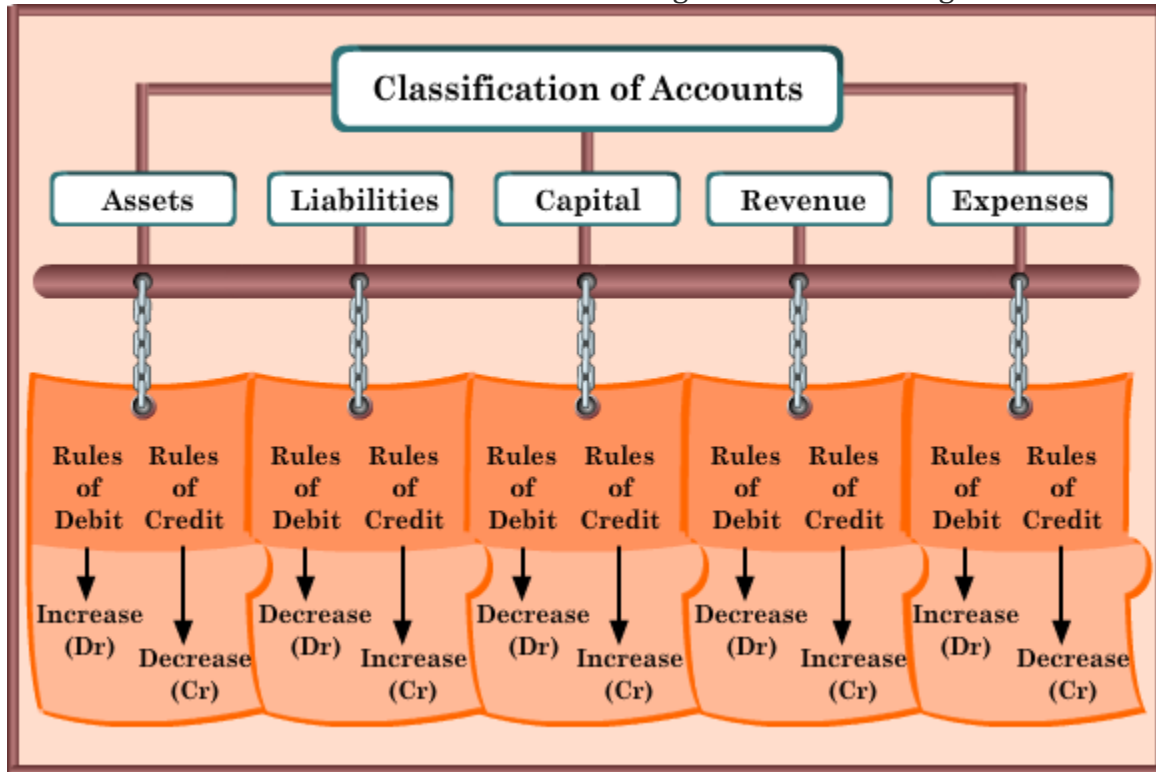 Classification of Accounts
Assets
Liabilities
Capital
Revenue
Expenses
Rules
of
Debit
Rules
of
Credit
Increase
(Dr)
Decrease
(Cr)
Rules
of
Debit
Rules
of
Credit
Decrease
(Dr)
Increase
(Cr)
Rules
of
Debit
Rules
of
Credit
Decrease
(Dr)
Increase
(Cr)
Rules
of
Debit
Rules
of
Credit
Decrease
(Dr)
Increase
(Cr)
Rules
of
Debit
Rules
of
Credit
Increase
(Dr)
Decrease
(Cr)